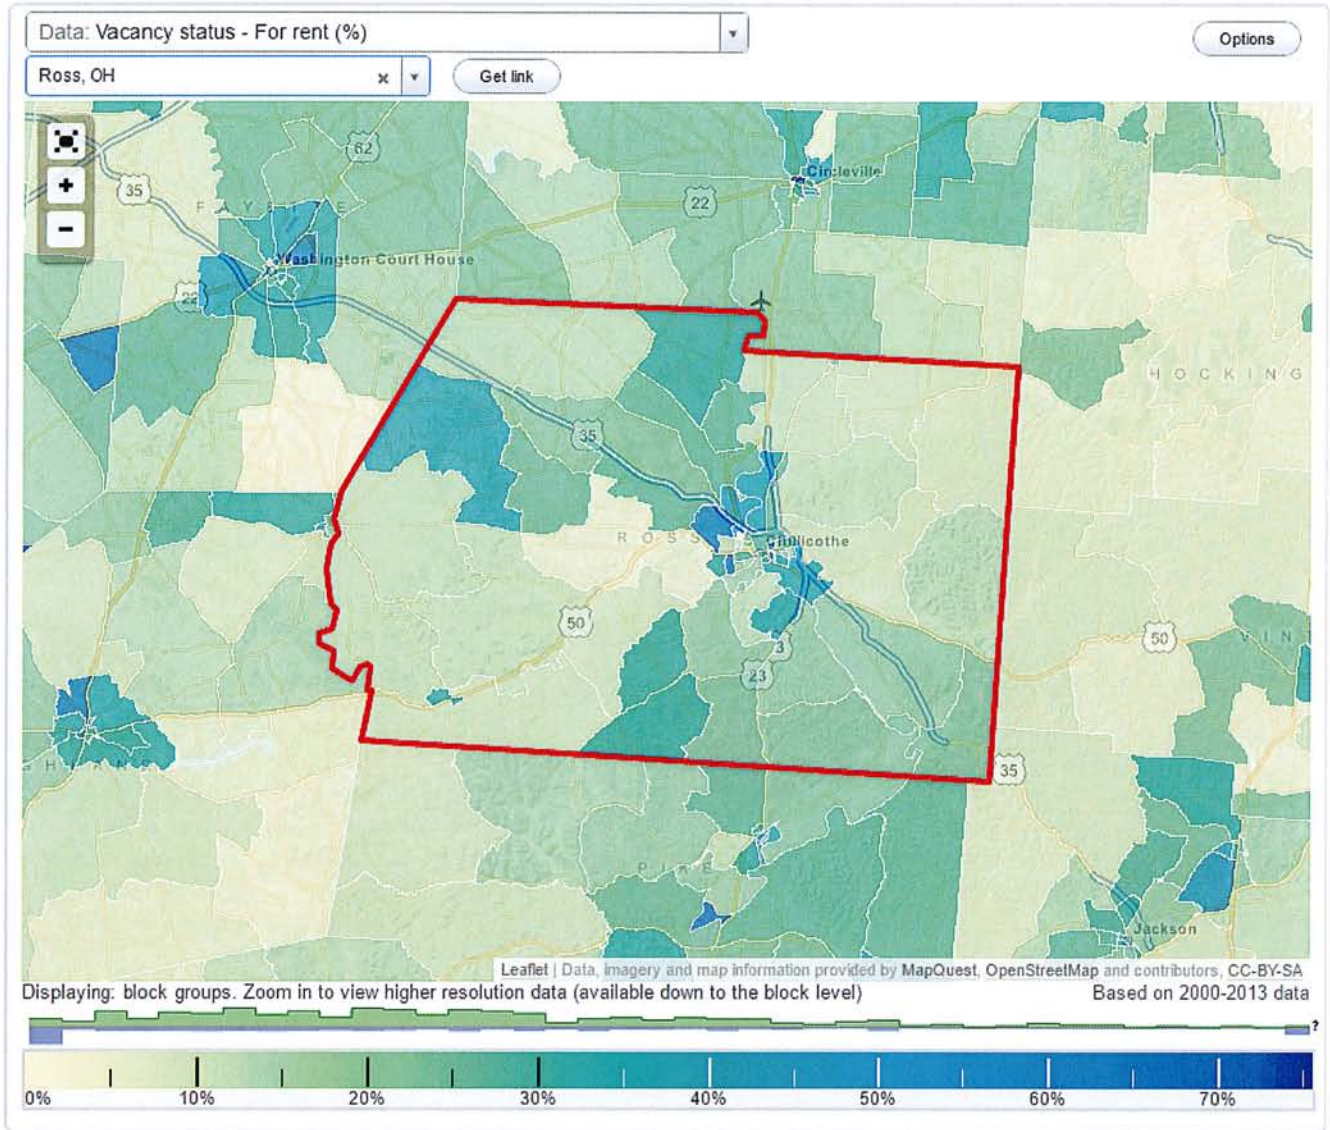 Data: Vacancy status - For rent (%)
Options
Ross, OH
Get link
62
35
Circleville
FAYETTE
22
Washington Court House
22
HOCKING
35
ROSS
Chillicothe
50
50
3
23
35
PIKE
Jackson
Leaflet | Data, imagery and map information provided by MapQuest, OpenStreetMap and contributors, CC-BY-SA
Displaying: block groups. Zoom in to view higher resolution data (available down to the block level)
Based on 2000-2013 data
?
0% 10% 20% 30% 40% 50% 60% 70%